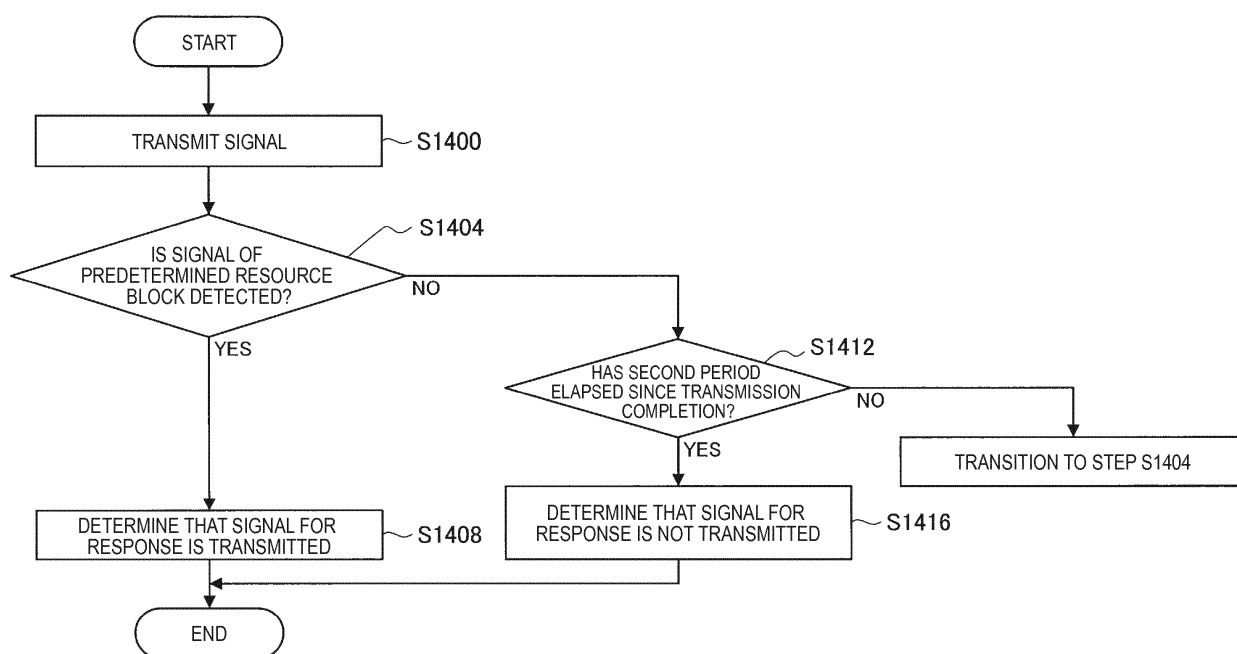 START
TRANSMIT SIGNAL
S1400
S1404
IS SIGNAL OF
PREDETERMINED RESOURCE
BLOCK DETECTED?
NO
YES
S1412
HAS SECOND PERIOD
ELAPSED SINCE TRANSMISSION
COMPLETION?
NO
YES
TRANSITION TO STEP S1404
DETERMINE THAT SIGNAL FOR
RESPONSE IS TRANSMITTED
S1408
DETERMINE THAT SIGNAL FOR
RESPONSE IS NOT TRANSMITTED
S1416
END